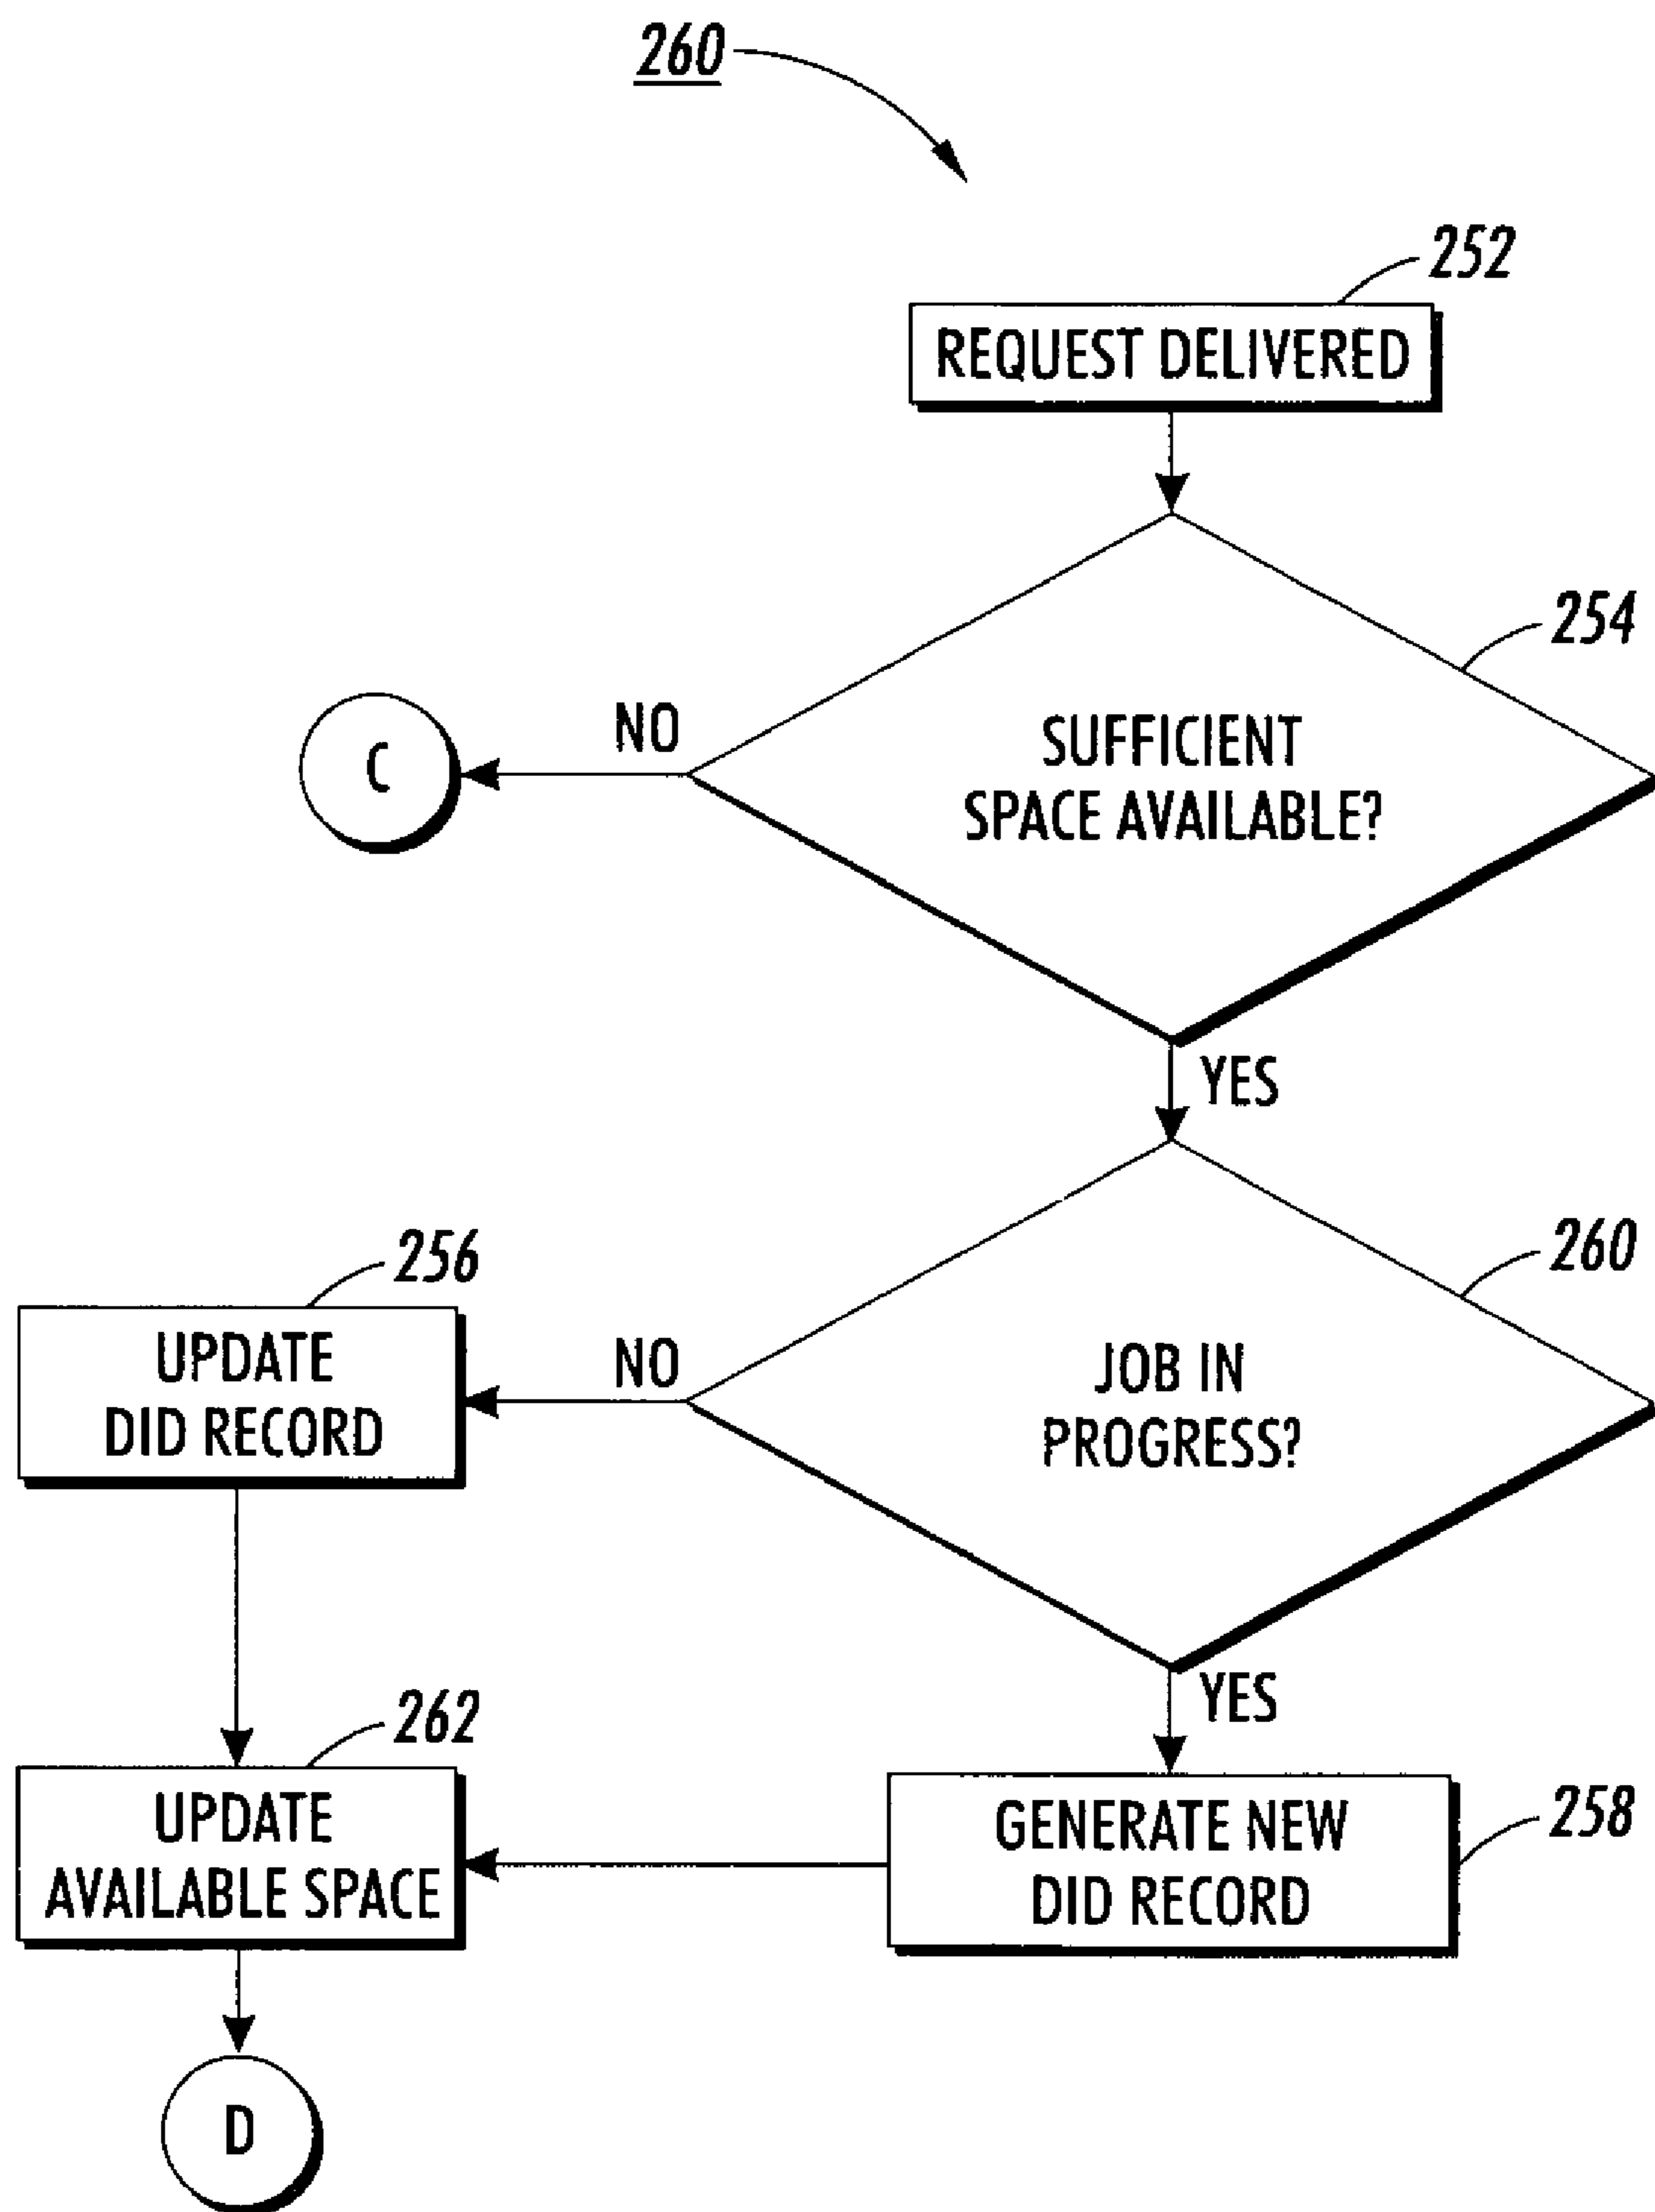 260
252
REQUEST DELIVERED
254
SUFFICIENT
SPACE AVAILABLE?
NO
C
YES
260
JOB IN
PROGRESS?
NO
256
UPDATE
DID RECORD
YES
262
UPDATE
AVAILABLE SPACE
258
GENERATE NEW
DID RECORD
D